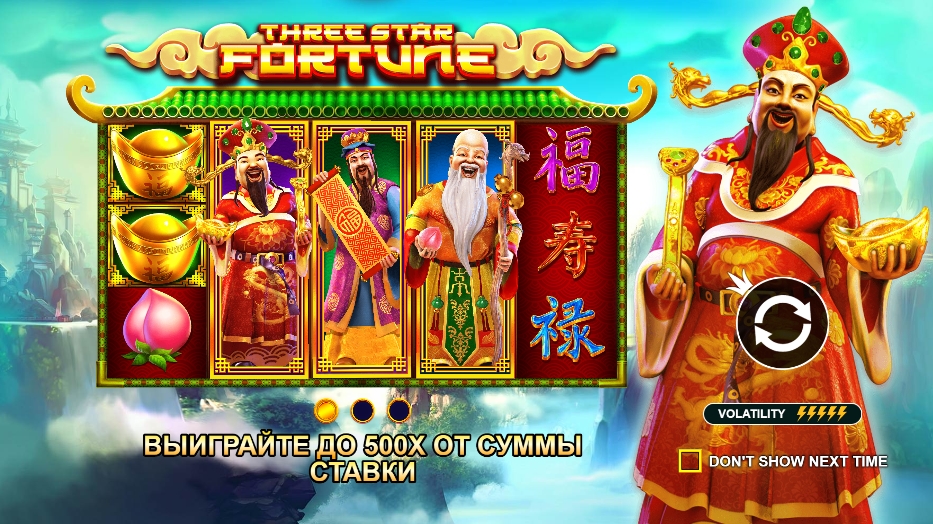 THREE STAR
FORTUNE
福
寿
禄
ВЫИГРАЙТЕ ДО 500X ОТ СУММЫ
СТАВКИ
VOLATILITY
DON'T SHOW NEXT TIME